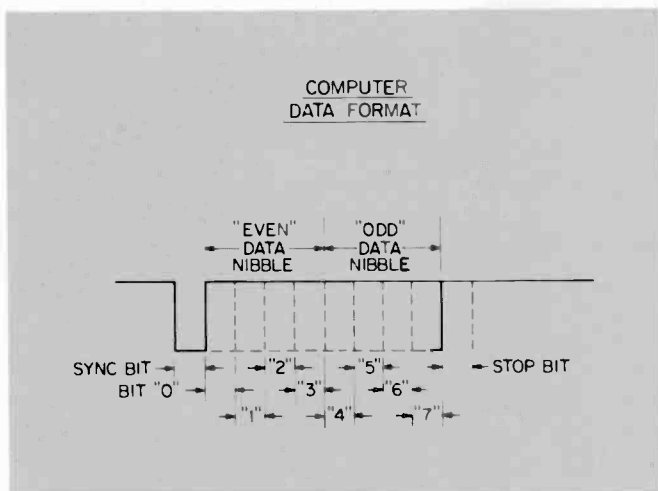 COMPUTER
DATA FORMAT
"EVEN" "ODD"
DATA DATA
NIBBLE NIBBLE
SYNC BIT "2" "5" STOP BIT
BIT "0" "3" "6"
"1" "4" "7"